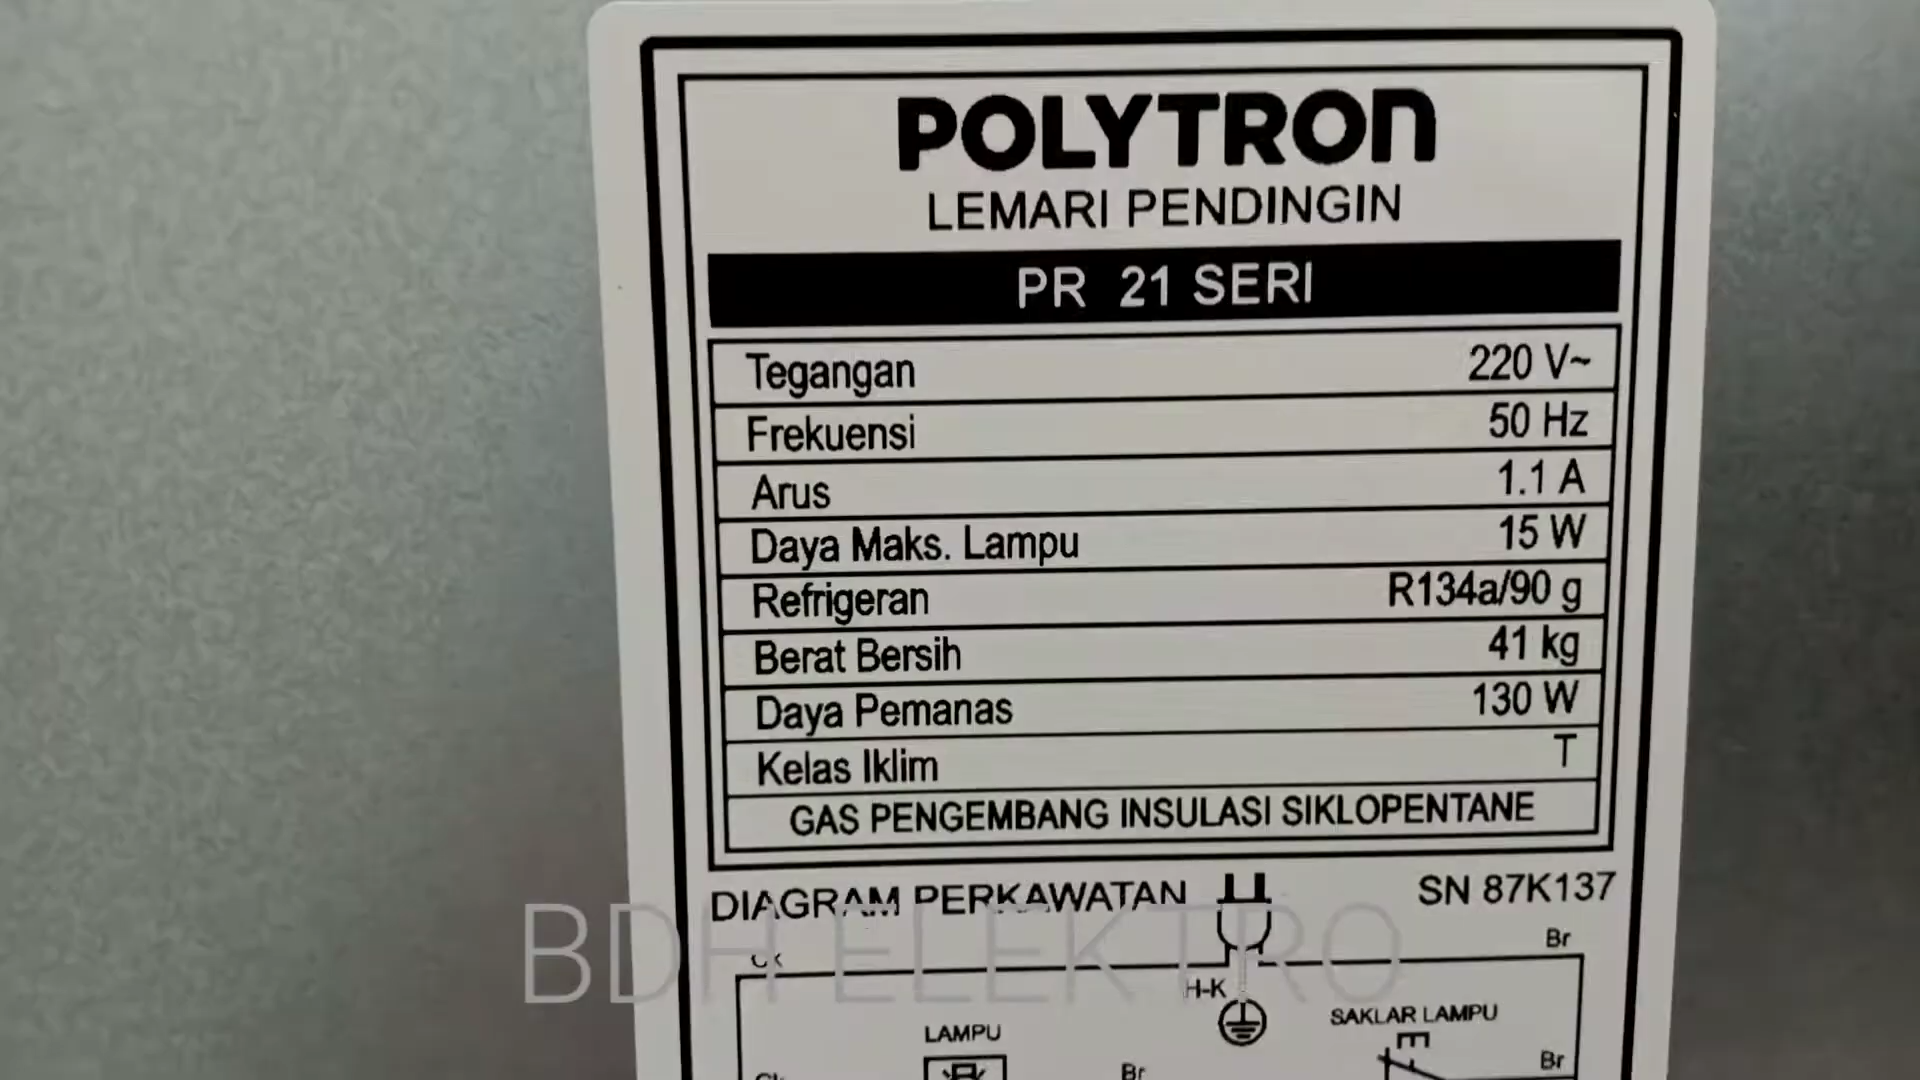 POLYTRON
LEMARI PENDINGIN
PR 21 SERI
Tegangan 220 V~
Frekuensi 50 Hz
Arus 1.1 A
Daya Maks. Lampu 15 W
Refrigeran R134a/90 g
Berat Bersih 41 kg
Daya Pemanas 130 W
Kelas Iklim T
GAS PENGEMBANG INSULASI SIKLOPENTANE
DIAGRAM PERKAWATAN SN 87K137
BDH ELEKTRO
Br
H-K
SAKLAR LAMPU
LAMPU
Br
Br